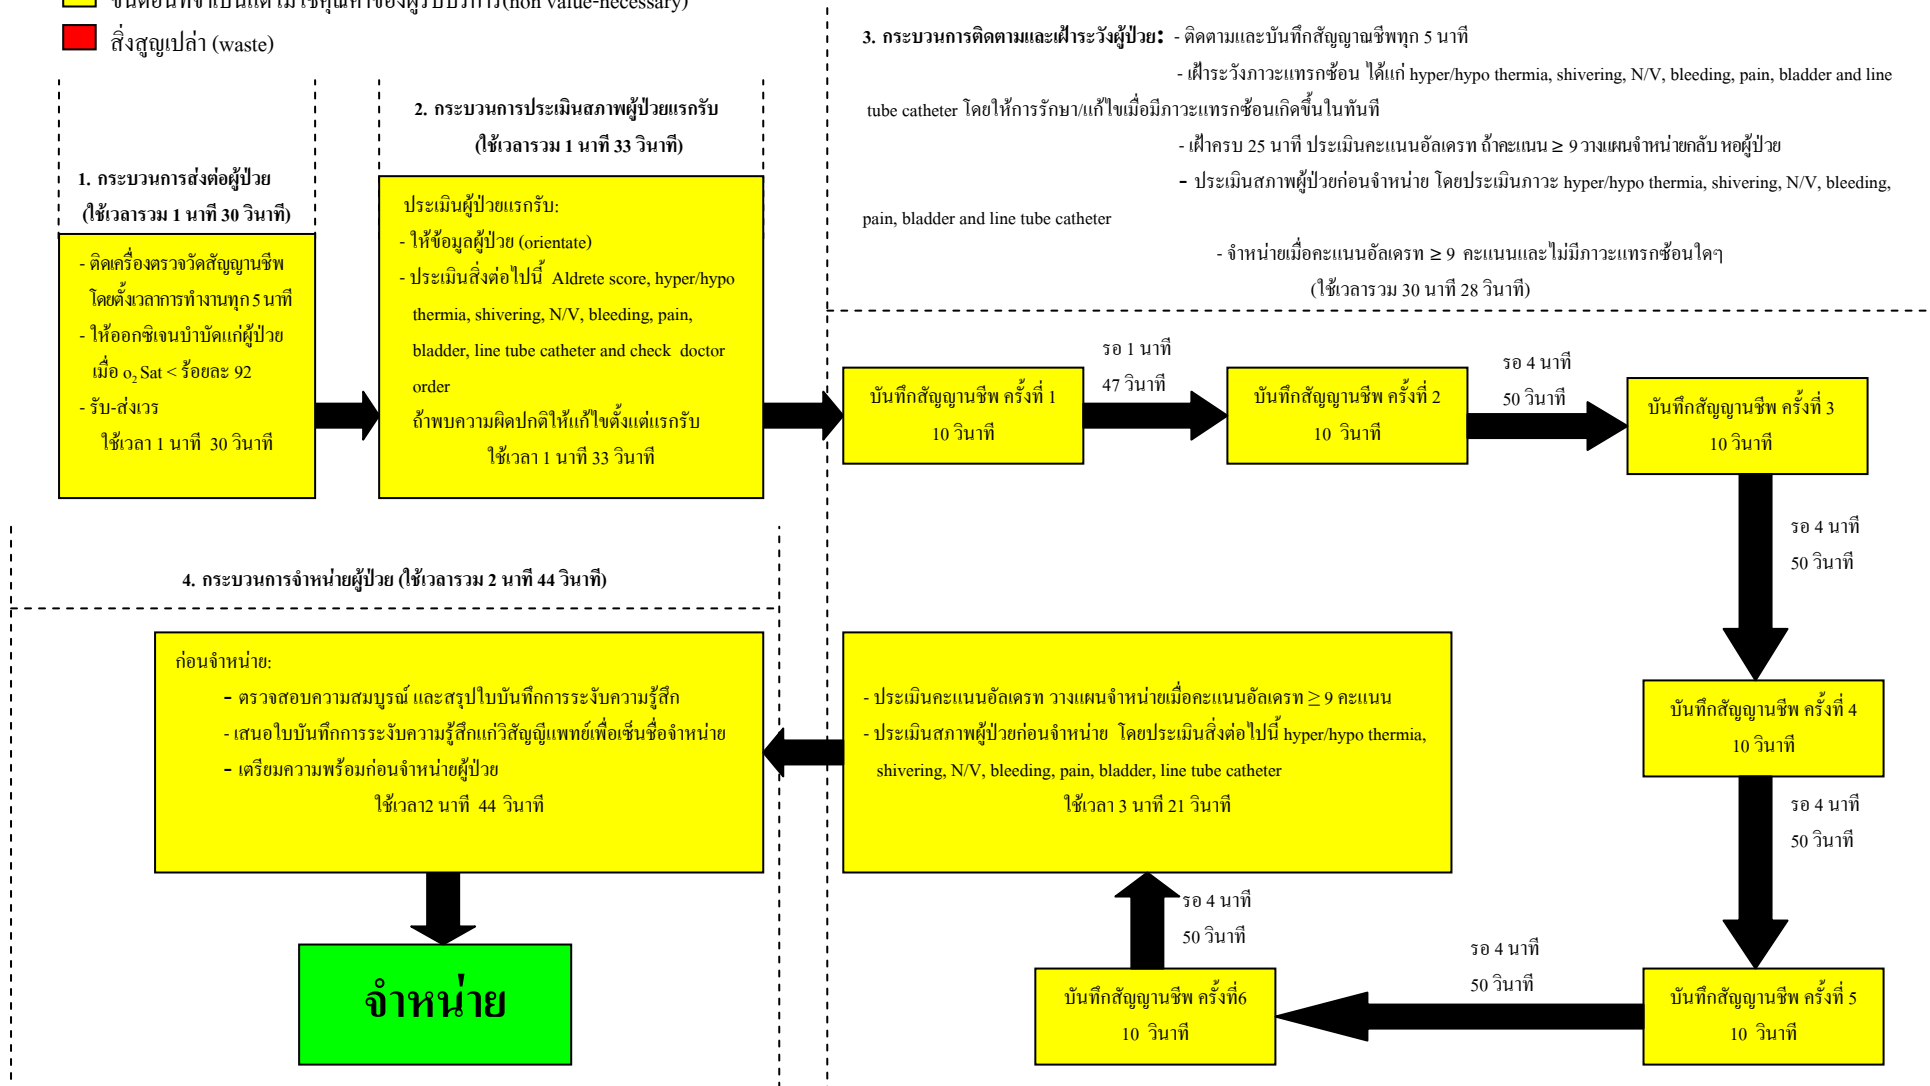 ขั้นตอนที่จำเป็นแต่ไม่ใช่คุณค่าของผู้รับบริการ(non value-necessary)
สิ่งสูญเปล่า (waste)
1. กระบวนการส่งต่อผู้ป่วย
(ใช้เวลารวม 1 นาที 30 วินาที)
- ติดเครื่องตรวจวัดสัญญานชีพ
โดยตั้งเวลาการทำงานทุก 5 นาที
- ให้ออกซิเจนบำบัดแก่ผู้ป่วย
เมื่อ o₂ Sat < ร้อยละ 92
- รับ-ส่งเวร
ใช้เวลา 1 นาที 30 วินาที
2. กระบวนการประเมินสภาพผู้ป่วยแรกรับ
(ใช้เวลารวม 1 นาที 33 วินาที)
ประเมินผู้ป่วยแรกรับ:
- ให้ข้อมูลผู้ป่วย (orientate)
- ประเมินสิ่งต่อไปนี้ Aldrete score, hyper/hypo
thermia, shivering, N/V, bleeding, pain,
bladder, line tube catheter and check doctor
order
ถ้าพบความผิดปกติให้แก้ไขตั้งแต่แรกรับ
ใช้เวลา 1 นาที 33 วินาที
3. กระบวนการติดตามและเฝ้าระวังผู้ป่วย: - ติดตามและบันทึกสัญญาณชีพทุก 5 นาที
- เฝ้าระวังภาวะแทรกซ้อน ได้แก่ hyper/hypo thermia, shivering, N/V, bleeding, pain, bladder and line
tube catheter โดยให้การรักษา/แก้ไขเมื่อมีภาวะแทรกซ้อนเกิดขึ้นในทันที
- เฝ้าครบ 25 นาที ประเมินคะแนนอัลเดรท ถ้าคะแนน ≥ 9 วางแผนจำหน่ายกลับ หอผู้ป่วย
- ประเมินสภาพผู้ป่วยก่อนจำหน่าย โดยประเมินภาวะ hyper/hypo thermia, shivering, N/V, bleeding,
pain, bladder and line tube catheter
- จำหน่ายเมื่อคะแนนอัลเดรท ≥ 9 คะแนนและไม่มีภาวะแทรกซ้อนใดๆ
(ใช้เวลารวม 30 นาที 28 วินาที)
บันทึกสัญญานชีพ ครั้งที่ 1
10 วินาที
รอ 1 นาที
47 วินาที
บันทึกสัญญานชีพ ครั้งที่ 2
10 วินาที
รอ 4 นาที
50 วินาที
บันทึกสัญญานชีพ ครั้งที่ 3
10 วินาที
รอ 4 นาที
50 วินาที
บันทึกสัญญานชีพ ครั้งที่ 4
10 วินาที
รอ 4 นาที
50 วินาที
บันทึกสัญญานชีพ ครั้งที่ 5
10 วินาที
รอ 4 นาที
50 วินาที
บันทึกสัญญานชีพ ครั้งที่6
10 วินาที
รอ 4 นาที
50 วินาที
- ประเมินคะแนนอัลเดรท วางแผนจำหน่ายเมื่อคะแนนอัลเดรท ≥ 9 คะแนน
- ประเมินสภาพผู้ป่วยก่อนจำหน่าย โดยประเมินสิ่งต่อไปนี้ hyper/hypo thermia,
shivering, N/V, bleeding, pain, bladder, line tube catheter
ใช้เวลา 3 นาที 21 วินาที
4. กระบวนการจำหน่ายผู้ป่วย (ใช้เวลารวม 2 นาที 44 วินาที)
ก่อนจำหน่าย:
- ตรวจสอบความสมบูรณ์ และสรุปใบบันทึกการระงับความรู้สึก
- เสนอใบบันทึกการระงับความรู้สึกแก่วิสัญญีแพทย์เพื่อเซ็นชื่อจำหน่าย
- เตรียมความพร้อมก่อนจำหน่ายผู้ป่วย
ใช้เวลา2 นาที 44 วินาที
จำหน่าย